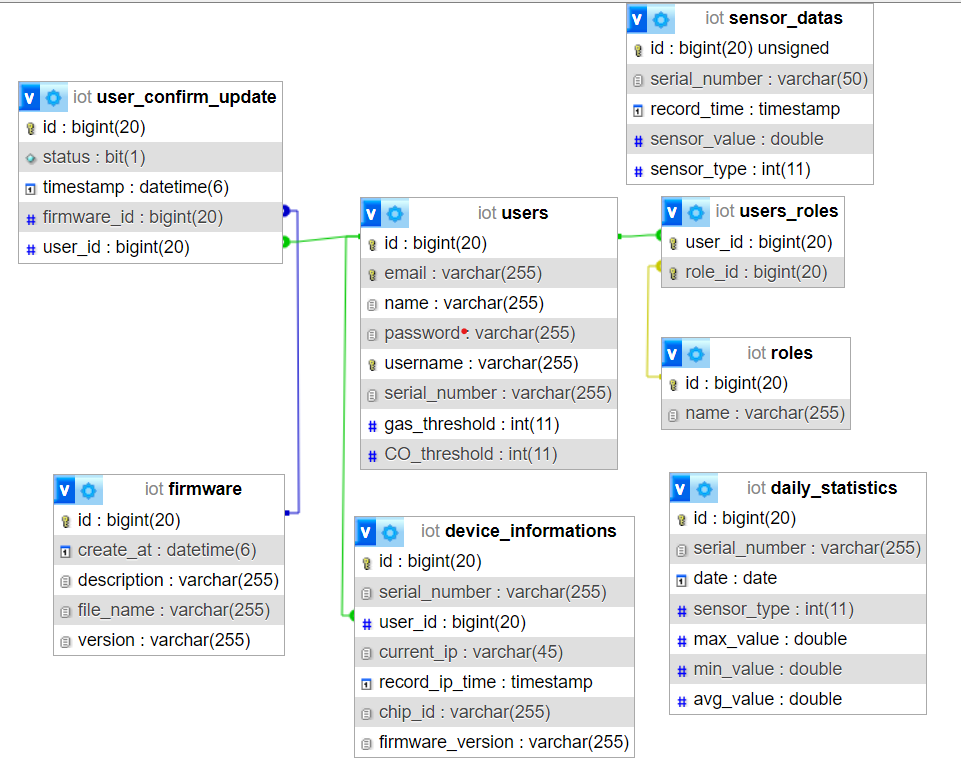 iot sensor_datas
id : bigint(20) unsigned
serial_number : varchar(50)
record_time : timestamp
sensor_value : double
sensor_type : int(11)
iot user_confirm_update
id : bigint(20)
status : bit(1)
timestamp : datetime(6)
firmware_id : bigint(20)
user_id : bigint(20)
iot users
id : bigint(20)
email : varchar(255)
name : varchar(255)
password : varchar(255)
username : varchar(255)
serial_number : varchar(255)
gas_threshold : int(11)
CO_threshold : int(11)
iot users_roles
user_id : bigint(20)
role_id : bigint(20)
iot roles
id : bigint(20)
name : varchar(255)
iot firmware
id : bigint(20)
create_at : datetime(6)
description : varchar(255)
file_name : varchar(255)
version : varchar(255)
iot device_informations
id : bigint(20)
serial_number : varchar(255)
user_id : bigint(20)
current_ip : varchar(45)
record_ip_time : timestamp
chip_id : varchar(255)
firmware_version : varchar(255)
iot daily_statistics
id : bigint(20)
serial_number : varchar(255)
date : date
sensor_type : int(11)
max_value : double
min_value : double
avg_value : double